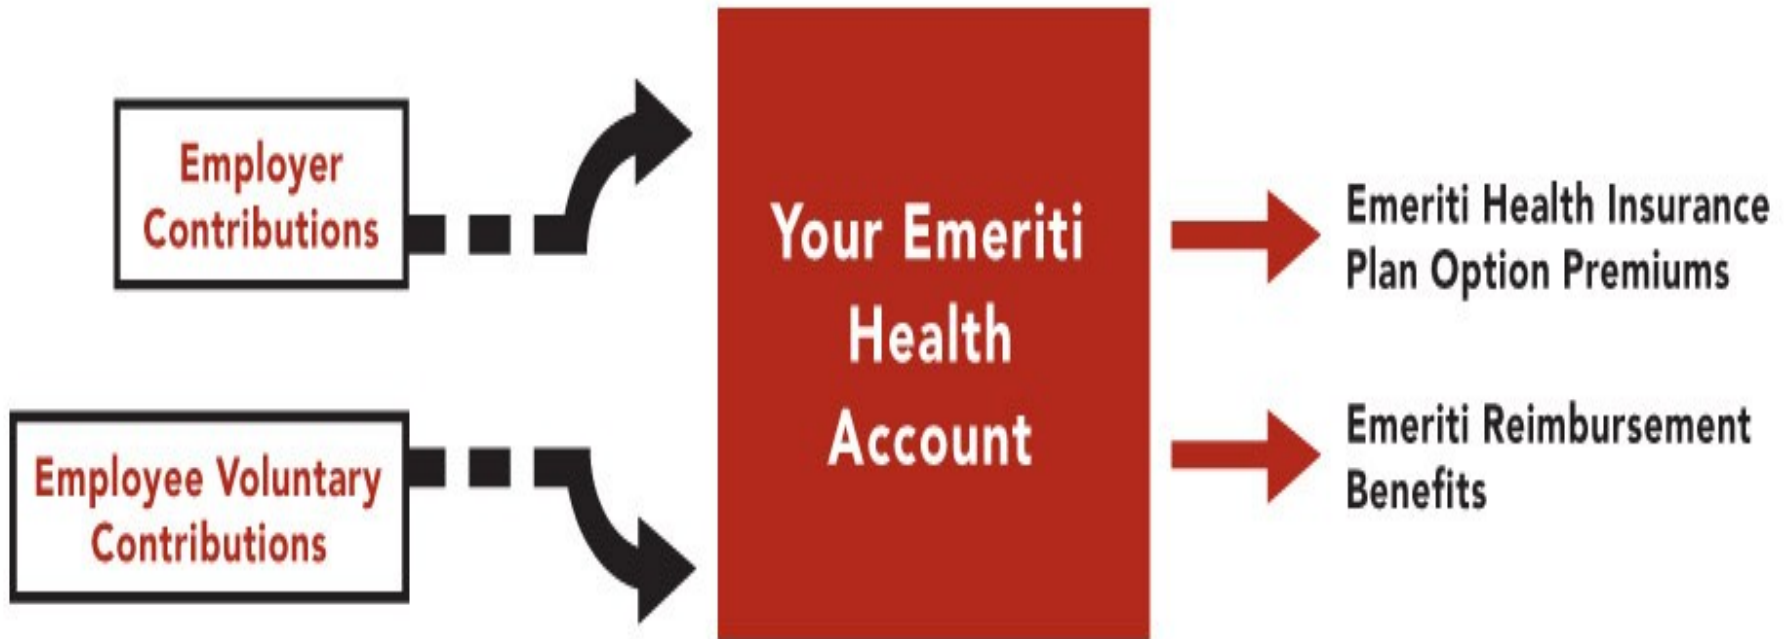 Employer
Contributions
Employee Voluntary
Contributions
Your Emeriti
Health
Account
Emeriti Health Insurance
Plan Option Premiums
Emeriti Reimbursement
Benefits